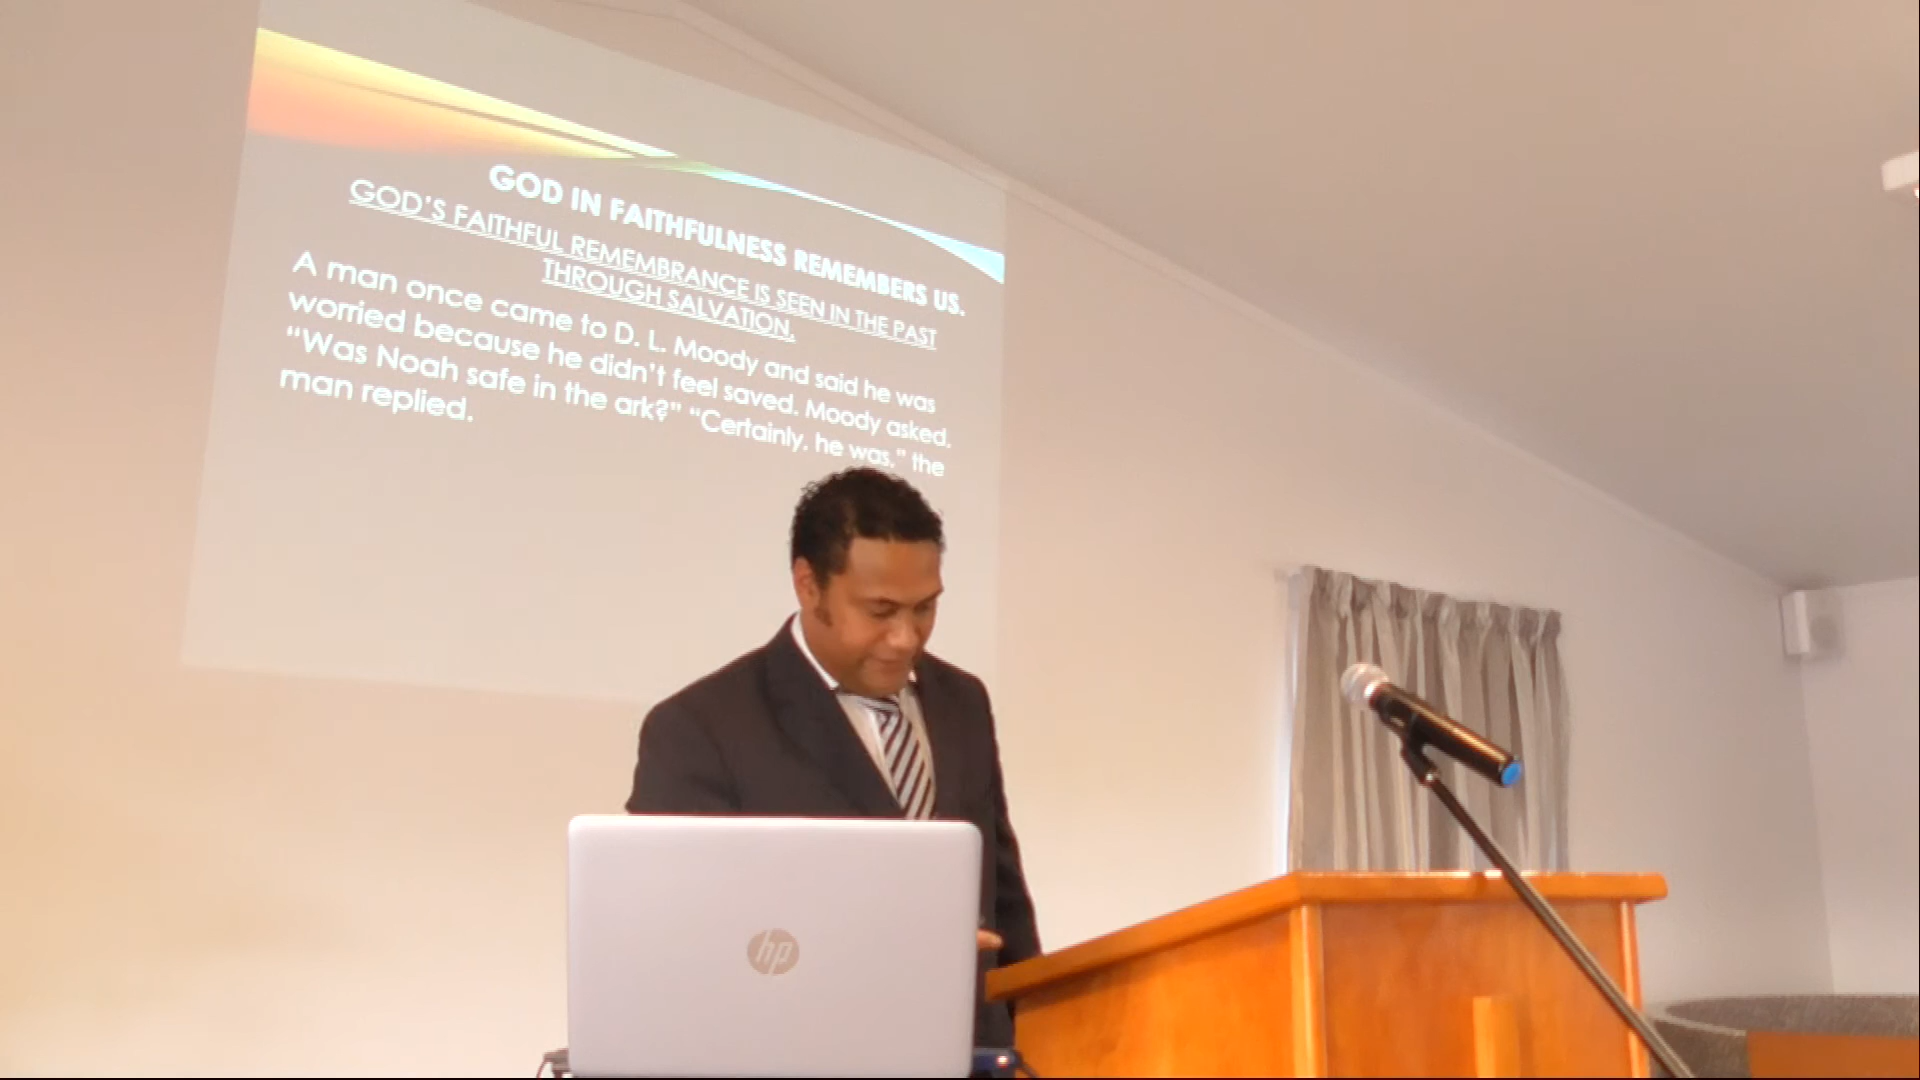 GOD IN FAITHFULNESS REMEMBERS US.
GOD'S FAITHFUL REMEMBRANCE IS SEEN IN THE PAST
THROUGH SALVATION.
A man once came to D. L. Moody and said he was
worried because he didn't feel saved. Moody asked,
“Was Noah safe in the ark?” “Certainly, he was,” the
man replied.
hp